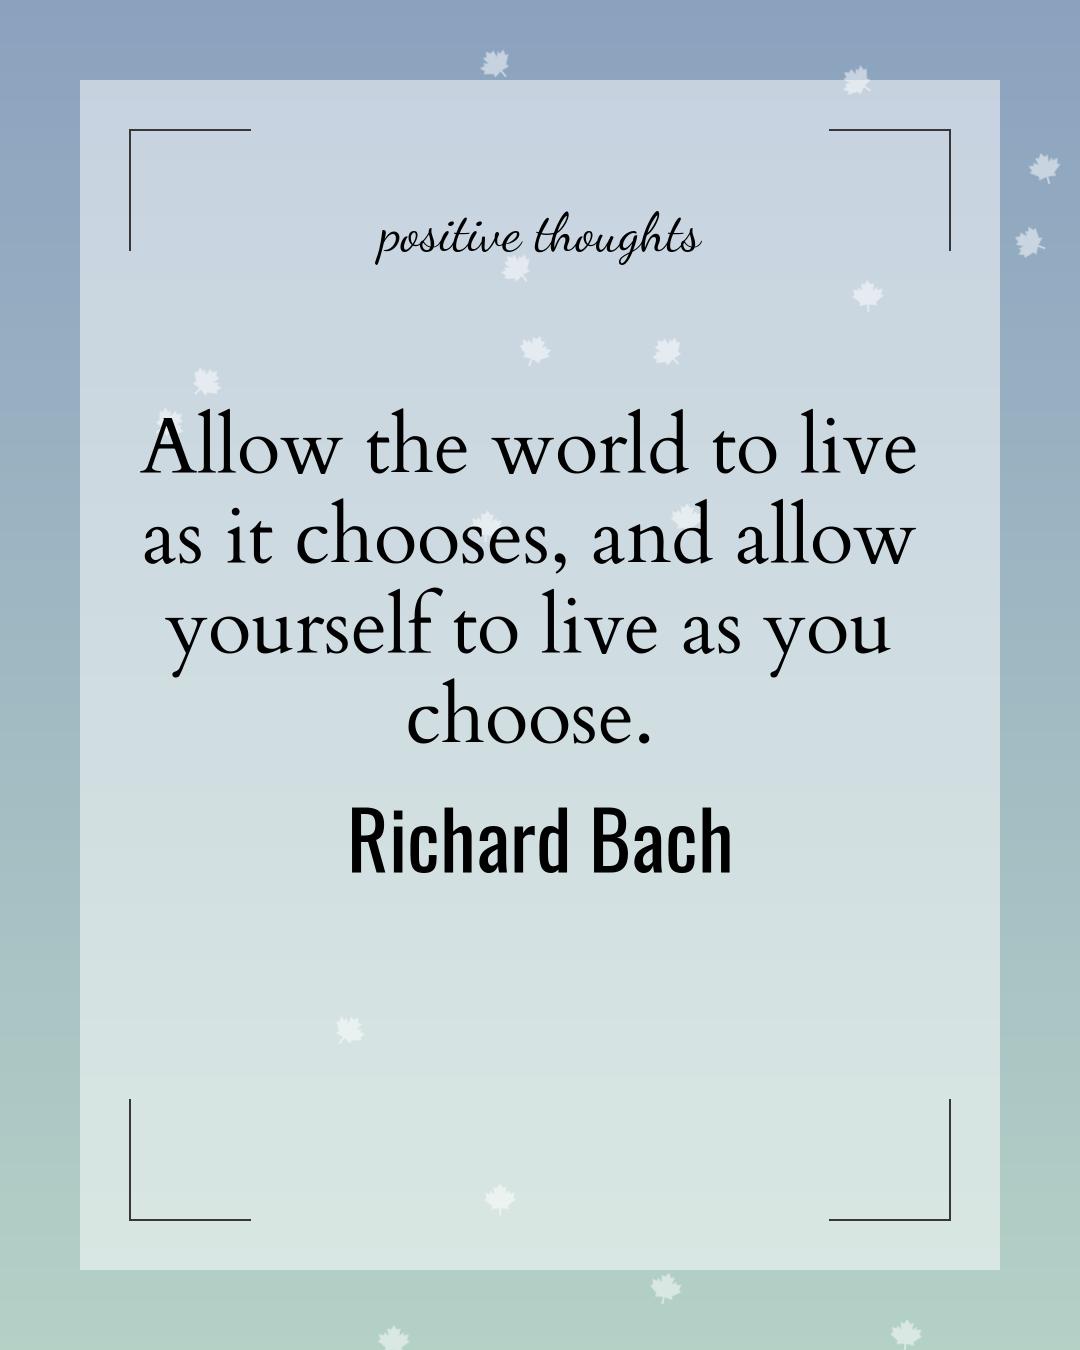 positive thoughts
Allow the world to live
as it chooses, and allow
yourself to live as you
choose.
Richard Bach